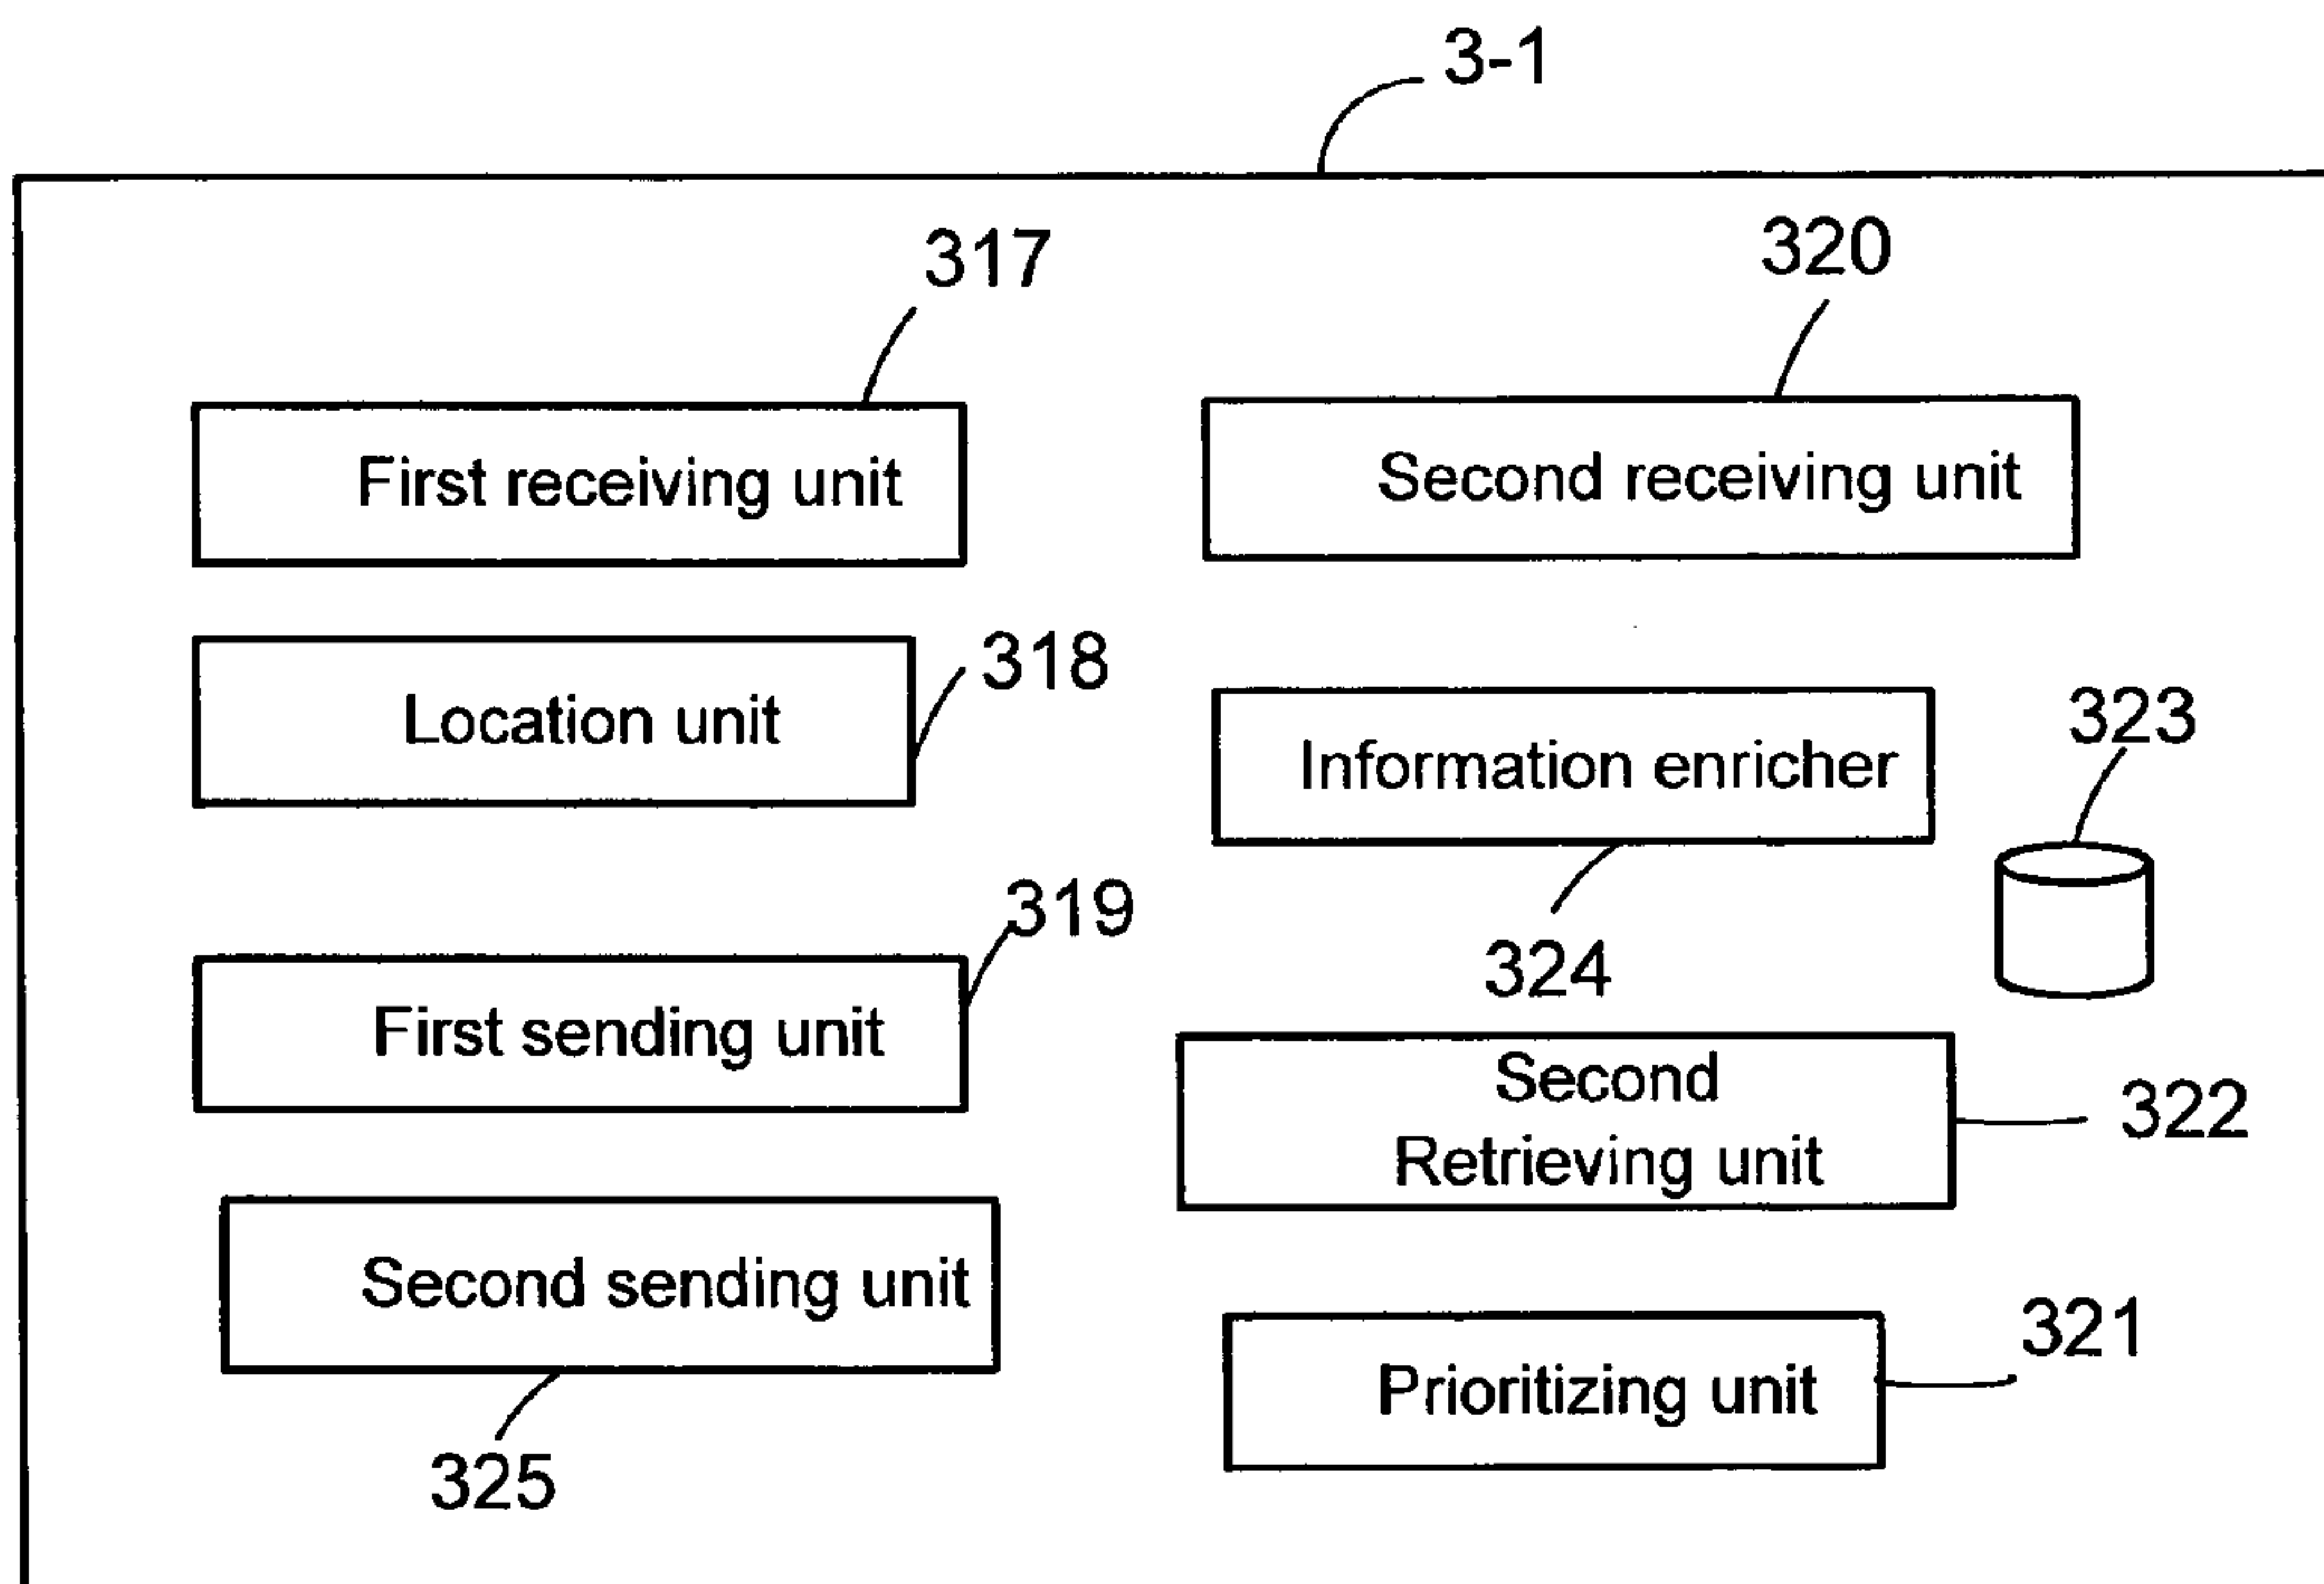 3-1
317
320
First receiving unit
Second receiving unit
318
Location unit
323
Information enricher
319
324
First sending unit
Second
Retrieving unit
322
Second sending unit
321
Prioritizing unit
325